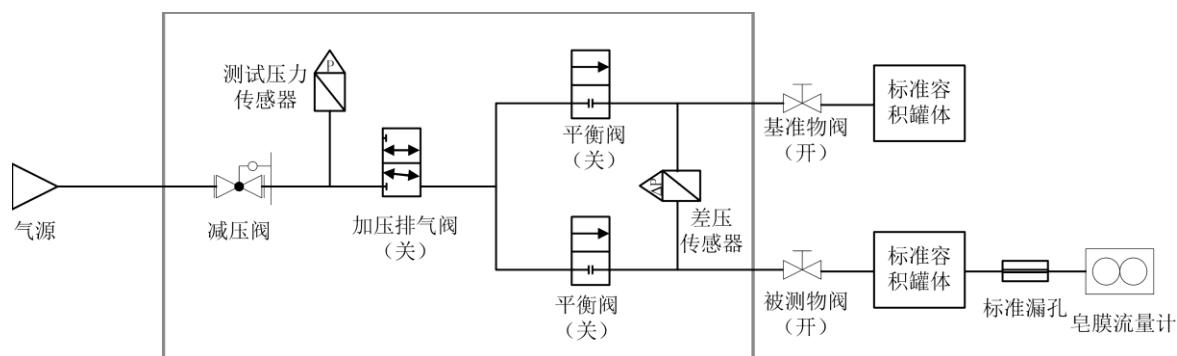 测试压力
传感器
P
平衡阀
（关）
基准物阀
（开）
标准容
积罐体
气源
减压阀
加压排气阀
（关）
ΔP
差压
传感器
平衡阀
（关）
被测物阀
（开）
标准容
积罐体
标准漏孔
皂膜流量计